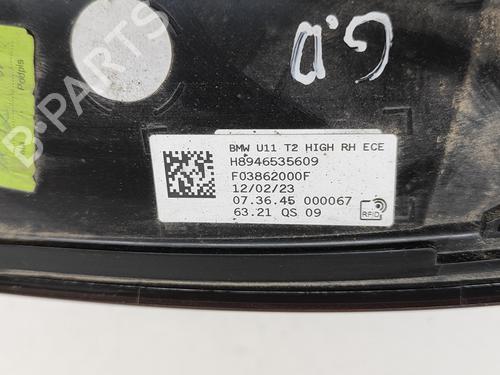 Podpis
B-PARTS
G.D
BMW U11 T2 HIGH RH ECE
H8946535609
F03862000F
12/02/23
07.36.45 000067
63.21 QS 09
RFID